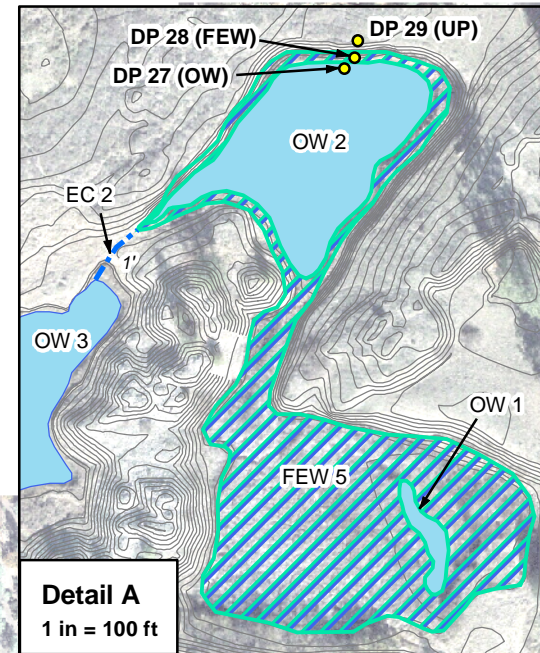 DP 29 (UP)
DP 28 (FEW)
DP 27 (OW)
OW 2
EC 2
1'
OW 3
OW 1
FEW 5
Detail A
1 in = 100 ft